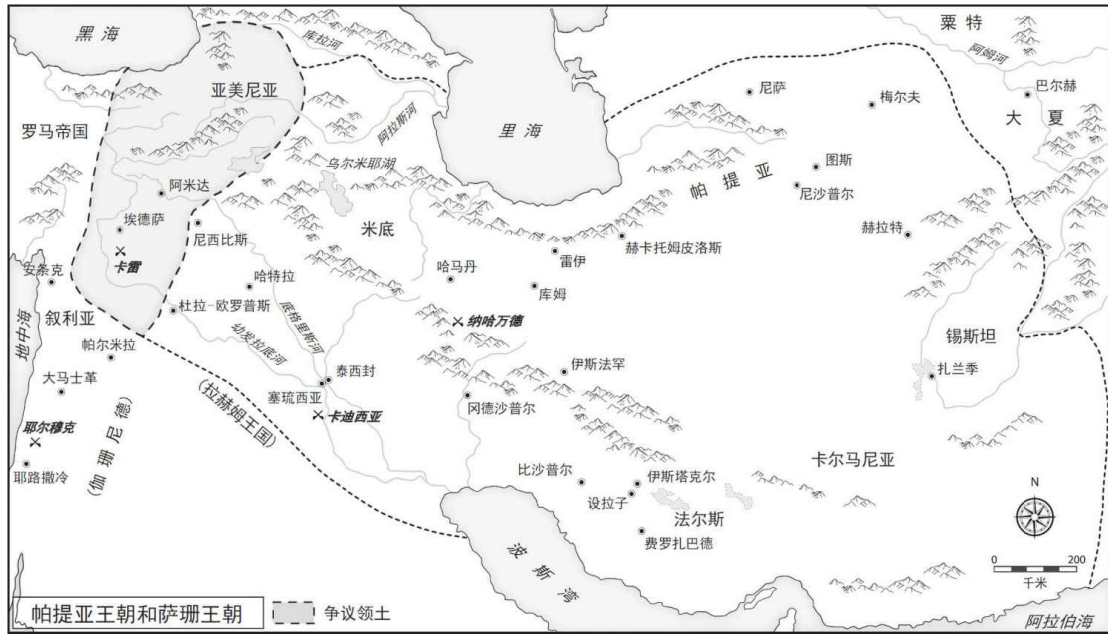 黑海
库拉河
粟特
阿姆河
巴尔赫
大夏
亚美尼亚
尼萨
梅尔夫
罗马帝国
阿拉斯河
里海
乌尔米耶湖
图斯
帕提亚
尼沙普尔
阿米达
埃德萨
尼西比斯
米底
赫卡托姆皮洛斯
赫拉特
卡雷
雷伊
安条克
哈特拉
哈马丹
库姆
叙利亚
杜拉-欧罗普斯
底格里斯河
纳哈万德
锡斯坦
地中海
幼发拉底河
帕尔米拉
泰西封
伊斯法罕
扎兰季
大马士革
(拉赫姆王国)
塞琉西亚
冈德沙普尔
卡迪西亚
耶尔穆克
(伽珊尼德)
耶路撒冷
卡尔马尼亚
比沙普尔
伊斯塔克尔
设拉子
法尔斯
费罗扎巴德
N
0 200
千米
波斯湾
帕提亚王朝和萨珊王朝
争议领土
阿拉伯海